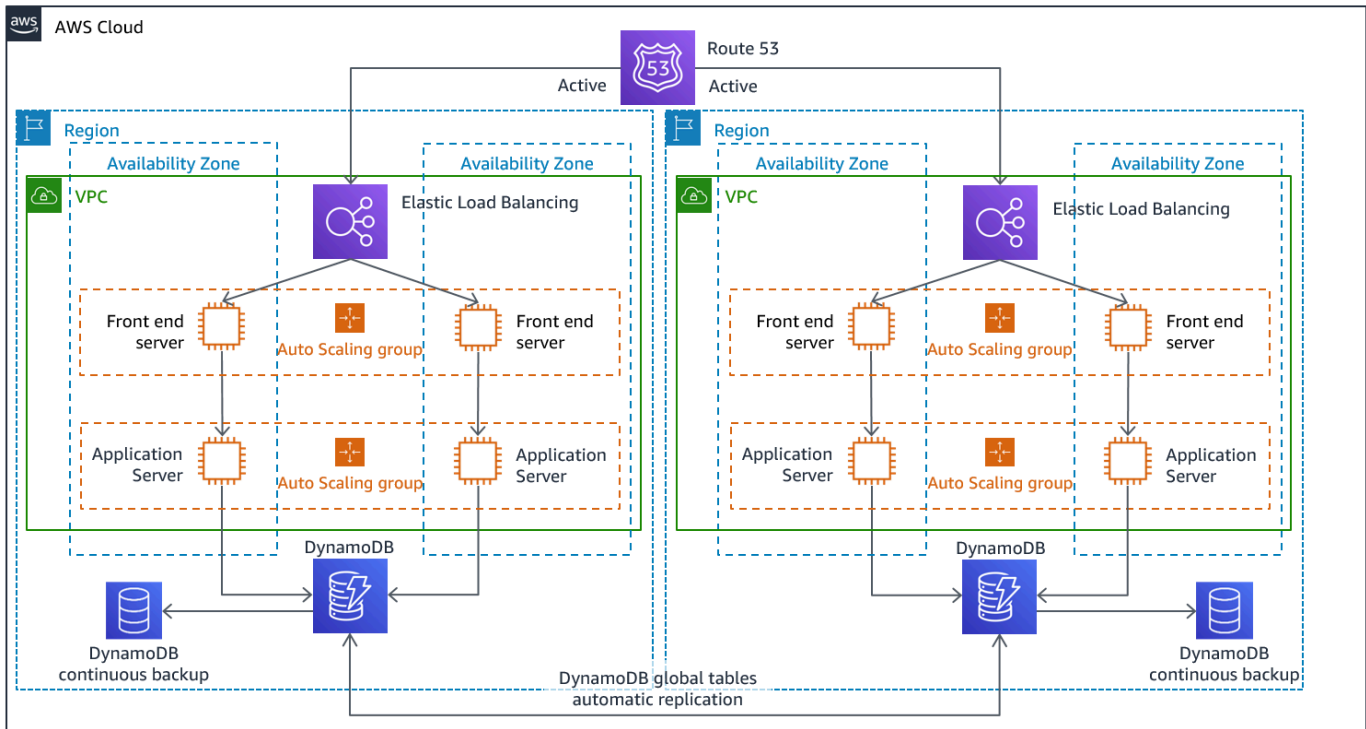 aws
AWS Cloud
53
Route 53
Active
Active
Region
Region
Availability Zone
Availability Zone
Availability Zone
Availability Zone
VPC
VPC
Elastic Load Balancing
Elastic Load Balancing
Front end
server
Auto Scaling group
Front end
server
Front end
server
Auto Scaling group
Front end
server
Application
Server
Auto Scaling group
Application
Server
Application
Server
Auto Scaling group
Application
Server
DynamoDB
DynamoDB
DynamoDB
continuous backup
DynamoDB
continuous backup
DynamoDB global tables
automatic replication